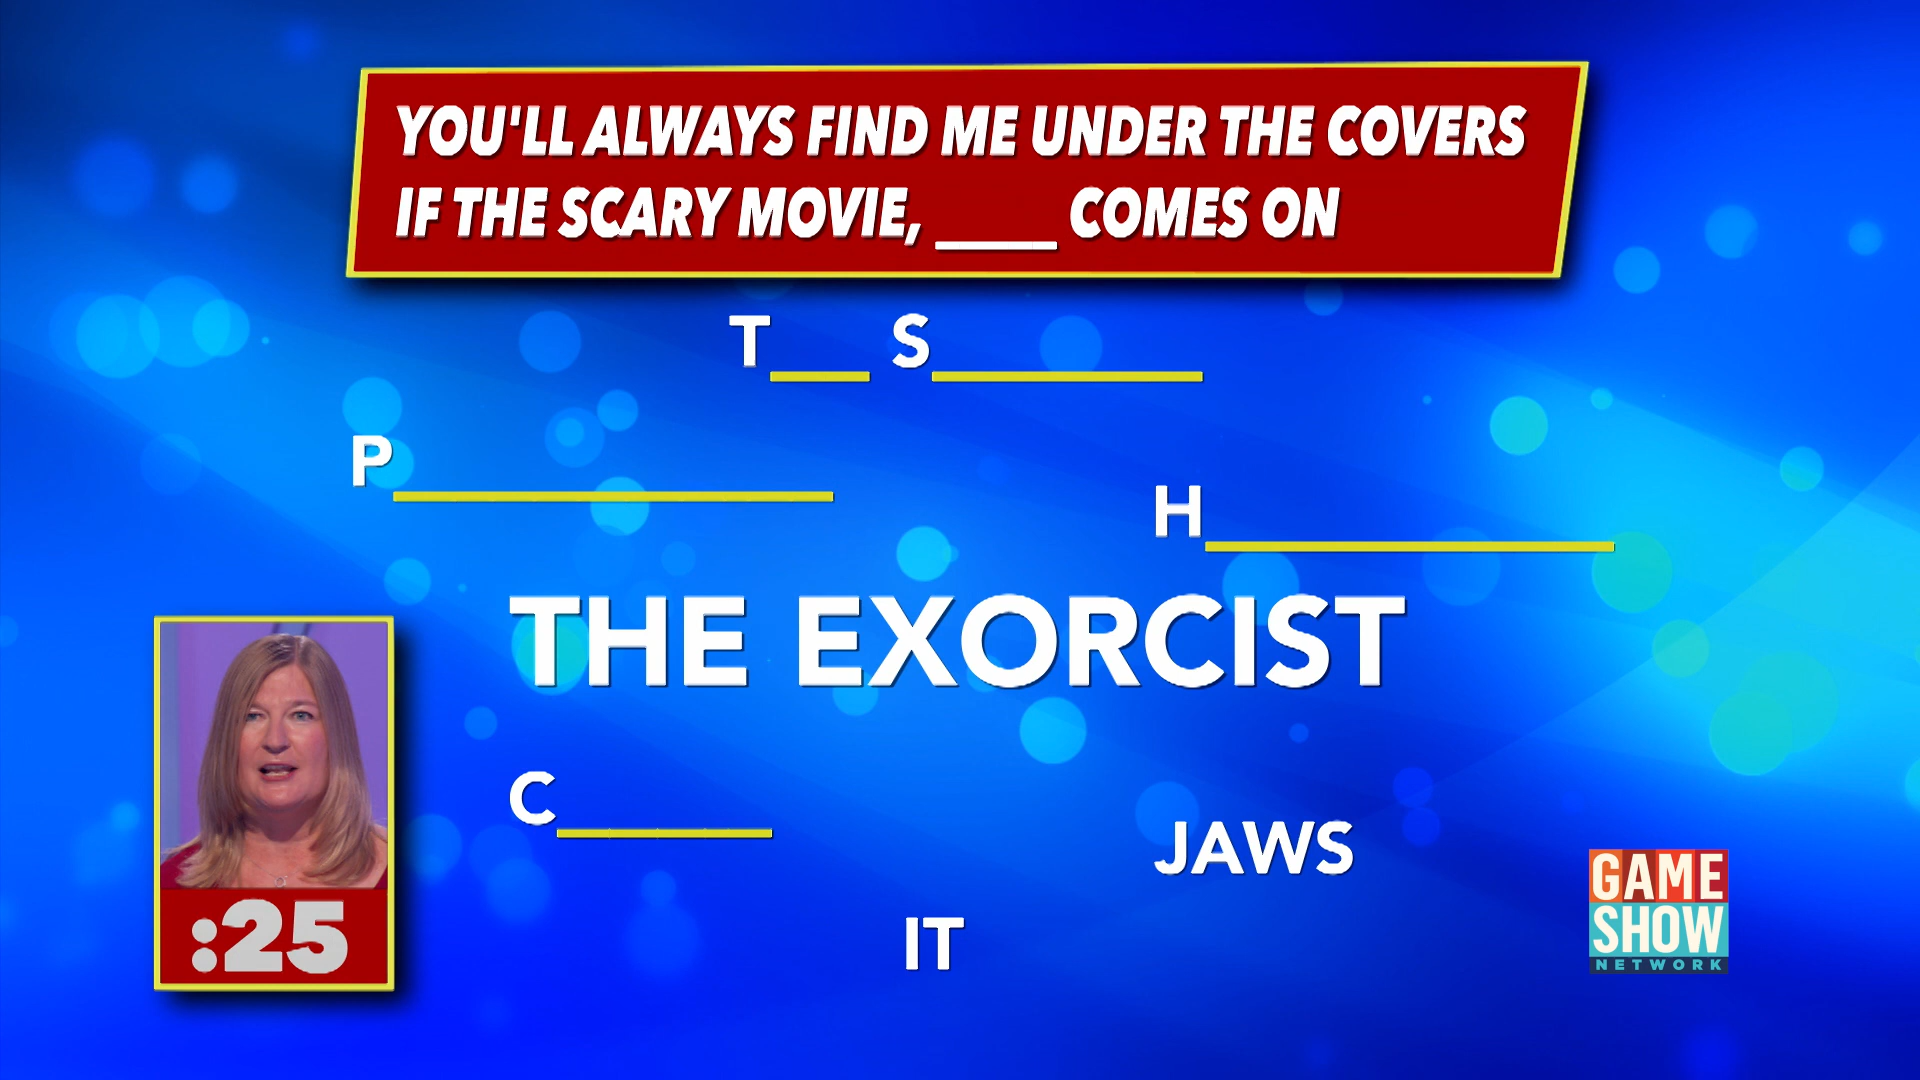 YOU'LL ALWAYS FIND ME UNDER THE COVERS
IF THE SCARY MOVIE, ____ COMES ON
T__ S______
P__________
H__________
THE EXORCIST
C_____
JAWS
IT
:25
GAME
SHOW
NETWORK